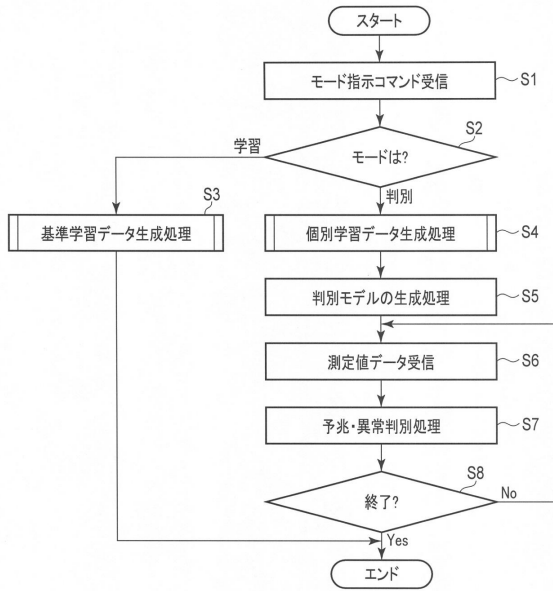 スタート
モード指示コマンド受信
S1
S2
モードは?
学習
判別
S3
基準学習データ生成処理
個別学習データ生成処理
S4
判別モデルの生成処理
S5
測定値データ受信
S6
予兆・異常判別処理
S7
S8
終了?
No
Yes
エンド